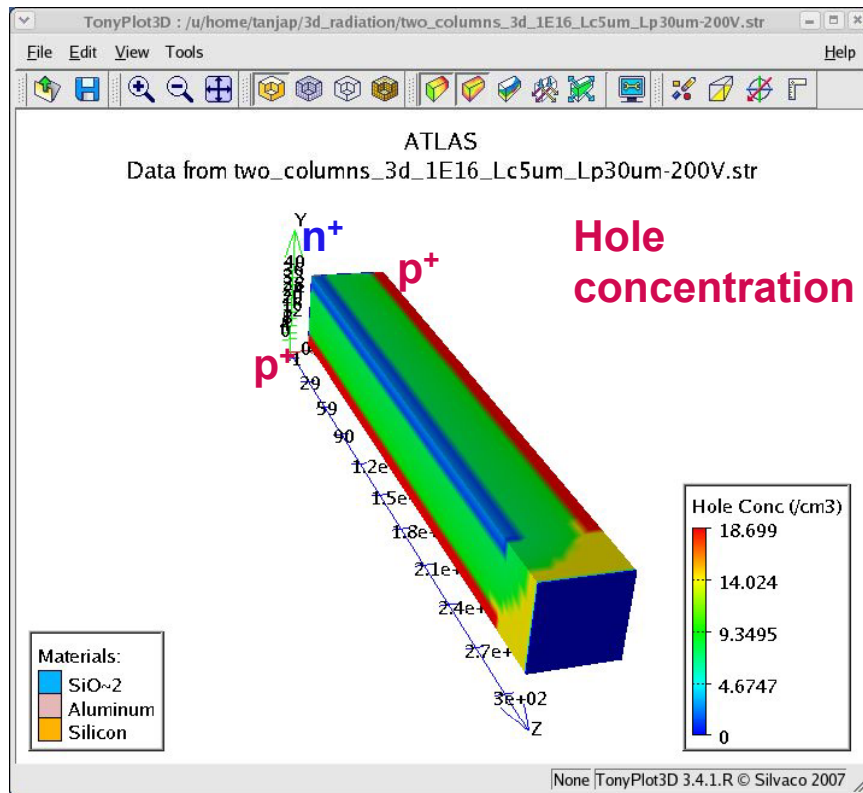 TonyPlot3D : /u/home/tanjap/3d_radiation/two_columns_3d_1E16_Lc5um_Lp30um-200V.str
File Edit View Tools Help
ATLAS
Data from two_columns_3d_1E16_Lc5um_Lp30um-200V.str
Y
n+
p+
Hole
concentration
40
0
p+
1
29
59
90
1.2e+
1.5e+
1.8e+
2.1e+
2.4e+
2.7e+
3e+02
Z
Hole Conc (/cm3)
18.699
14.024
9.3495
4.6747
0
Materials:
SiO~2
Aluminum
Silicon
None TonyPlot3D 3.4.1.R © Silvaco 2007